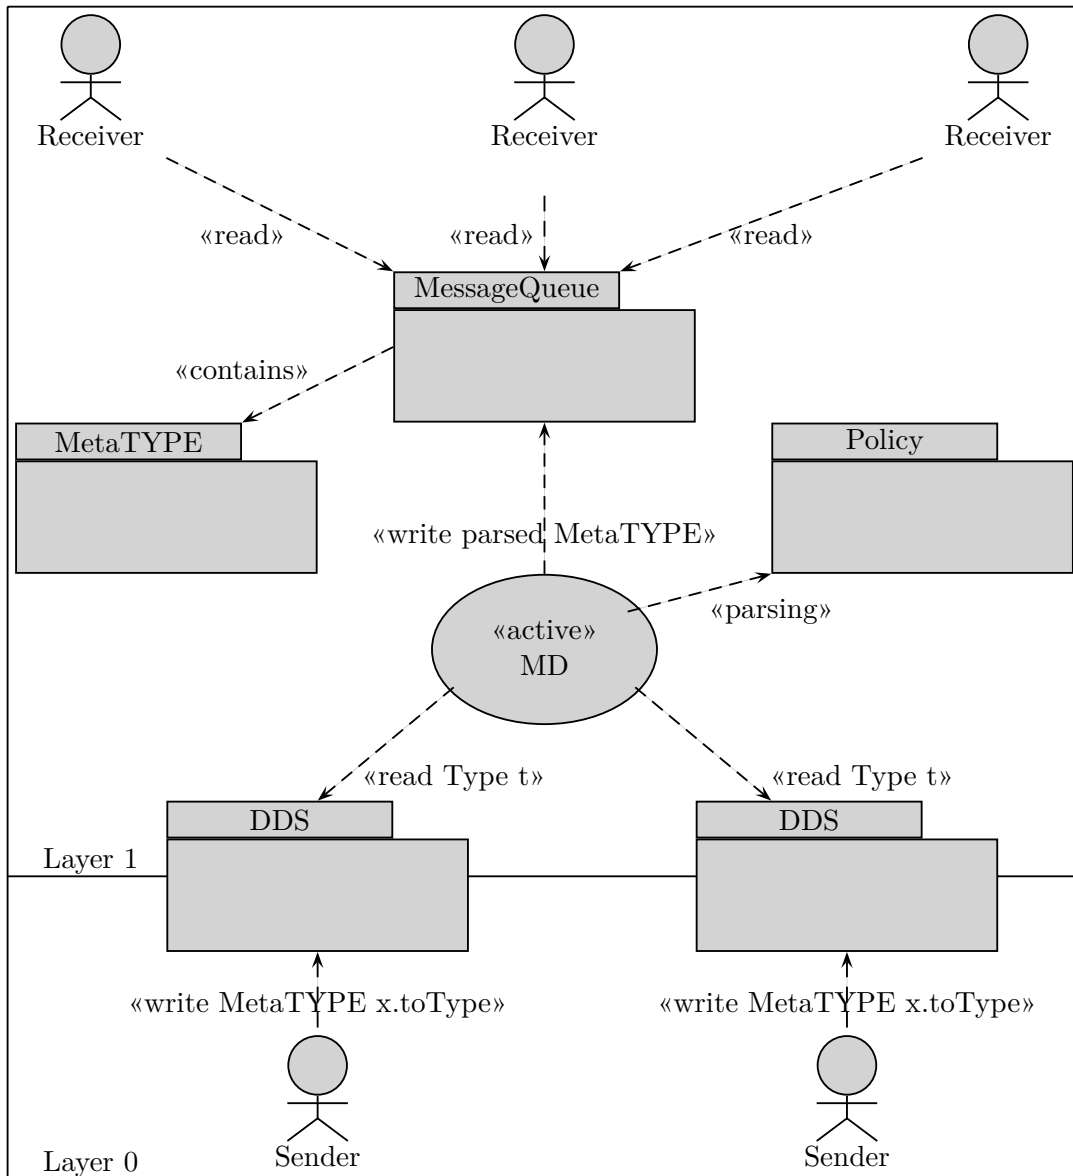 Receiver
Receiver
Receiver
«read»
«read»
«read»
MessageQueue
«contains»
MetaTYPE
Policy
«write parsed MetaTYPE»
«parsing»
«active»
MD
«read Type t»
«read Type t»
DDS
DDS
Layer 1
«write MetaTYPE x.toType»
«write MetaTYPE x.toType»
Sender
Sender
Layer 0